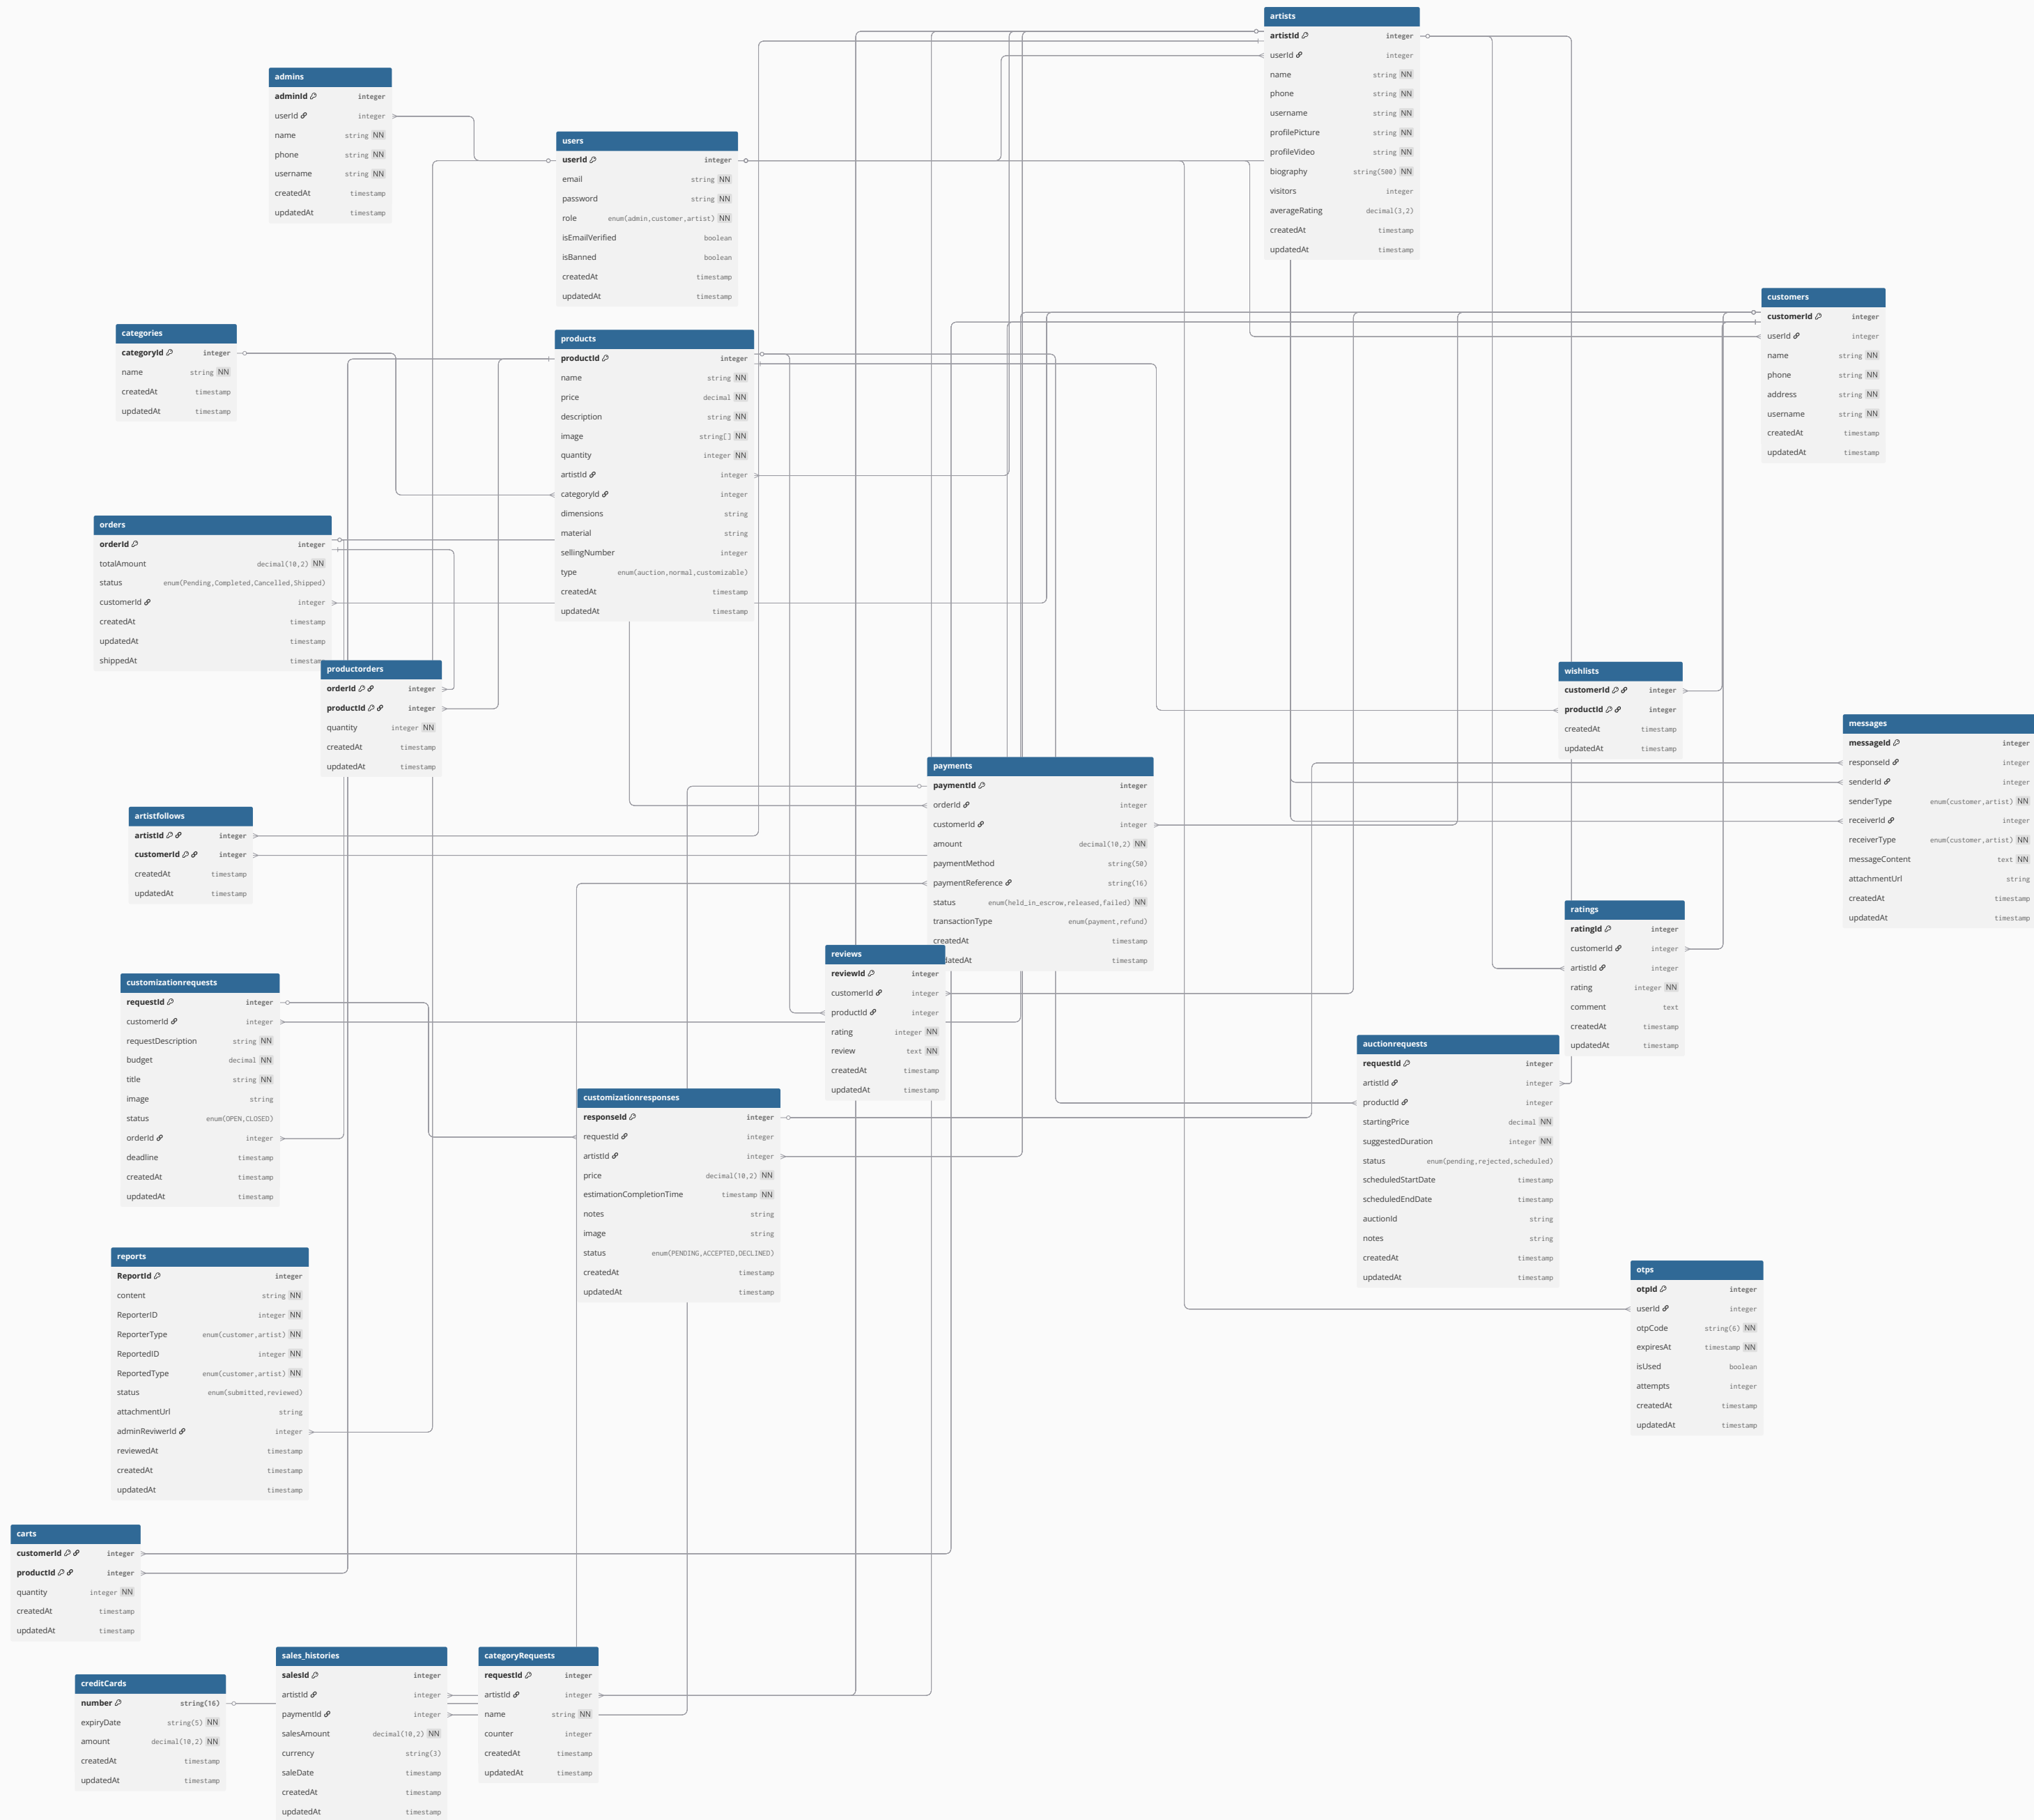 artists
artistId integer
userId integer
name string NN
phone string NN
username string NN
profilePicture string NN
profileVideo string NN
biography string(500) NN
visitors integer
averageRating decimal(3,2)
createdAt timestamp
updatedAt timestamp
admins
adminId integer
userId integer
name string NN
phone string NN
username string NN
createdAt timestamp
updatedAt timestamp
users
userId integer
email string NN
password string NN
role enum(admin,customer,artist) NN
isEmailVerified boolean
isBanned boolean
createdAt timestamp
updatedAt timestamp
customers
customerId integer
userId integer
name string NN
phone string NN
address string NN
username string NN
createdAt timestamp
updatedAt timestamp
categories
categoryId integer
name string NN
createdAt timestamp
updatedAt timestamp
products
productId integer
name string NN
price decimal NN
description string NN
image string[] NN
quantity integer NN
artistId integer
categoryId integer
dimensions string
material string
sellingNumber integer
type enum(auction,normal,customizable)
createdAt timestamp
updatedAt timestamp
orders
orderId integer
totalAmount decimal(10,2) NN
status enum(Pending,Completed,Cancelled,Shipped)
customerId integer
createdAt timestamp
updatedAt timestamp
shippedAt
productorders
orderId integer
productId integer
quantity integer NN
createdAt timestamp
updatedAt timestamp
wishlists
customerId integer
productId integer
createdAt timestamp
updatedAt timestamp
messages
messageId integer
responseId integer
senderId integer
senderType enum(customer,artist) NN
receiverId integer
receiverType enum(customer,artist) NN
messageContent text NN
attachmentUrl string
createdAt timestamp
updatedAt timestamp
payments
paymentId integer
orderId integer
customerId integer
amount decimal(10,2) NN
paymentMethod string(50)
paymentReference string(16)
status enum(held_in_escrow,released,failed) NN
transactionType enum(payment,refund)
createdAt timestamp
timestamp
artistfollows
artistId integer
customerId integer
createdAt timestamp
updatedAt timestamp
ratings
ratingId integer
customerId integer
artistId integer
rating integer NN
comment text
createdAt timestamp
updatedAt timestamp
reviews
reviewId integer
customerId integer
productId integer
rating integer NN
review text NN
createdAt timestamp
updatedAt timestamp
customizationrequests
requestId integer
customerId integer
requestDescription string NN
budget decimal NN
title string NN
image string
status enum(OPEN,CLOSED)
orderId integer
deadline timestamp
createdAt timestamp
updatedAt timestamp
auctionrequests
requestId integer
artistId integer
productId integer
startingPrice decimal NN
suggestedDuration integer NN
status enum(pending,rejected,scheduled)
scheduledStartDate timestamp
scheduledEndDate timestamp
auctionId string
notes string
createdAt timestamp
updatedAt timestamp
customizationresponses
responseId integer
requestId integer
artistId integer
price decimal(10,2) NN
estimationCompletionTime timestamp NN
notes string
image string
status enum(PENDING,ACCEPTED,DECLINED)
createdAt timestamp
updatedAt timestamp
reports
ReportId integer
content string NN
ReporterID integer NN
ReporterType enum(customer,artist) NN
ReportedID integer NN
ReportedType enum(customer,artist) NN
status enum(submitted,reviewed)
attachmentUrl string
adminReviwerId integer
reviewedAt timestamp
createdAt timestamp
updatedAt timestamp
otps
otpId integer
userId integer
otpCode string(6) NN
expiresAt timestamp NN
isUsed boolean
attempts integer
createdAt timestamp
updatedAt timestamp
carts
customerId integer
productId integer
quantity integer NN
createdAt timestamp
updatedAt timestamp
creditCards
number string(16)
expiryDate string(5) NN
amount decimal(10,2) NN
createdAt timestamp
updatedAt timestamp
sales_histories
salesId integer
artistId integer
paymentId integer
salesAmount decimal(10,2) NN
currency string(3)
saleDate timestamp
createdAt timestamp
updatedAt timestamp
categoryRequests
requestId integer
artistId integer
name string NN
counter integer
createdAt timestamp
updatedAt timestamp